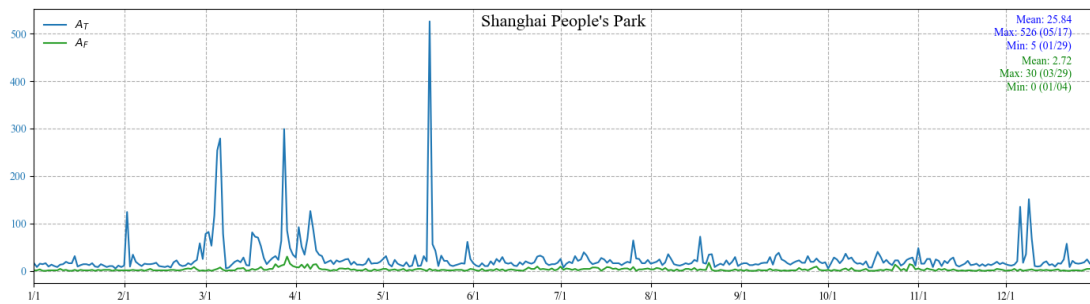 Shanghai People's Park
A_T
A_F
Mean: 25.84
Max: 526 (05/17)
Min: 5 (01/29)
Mean: 2.72
Max: 30 (03/29)
Min: 0 (01/04)
500
400
300
200
100
0
1/1 2/1 3/1 4/1 5/1 6/1 7/1 8/1 9/1 10/1 11/1 12/1